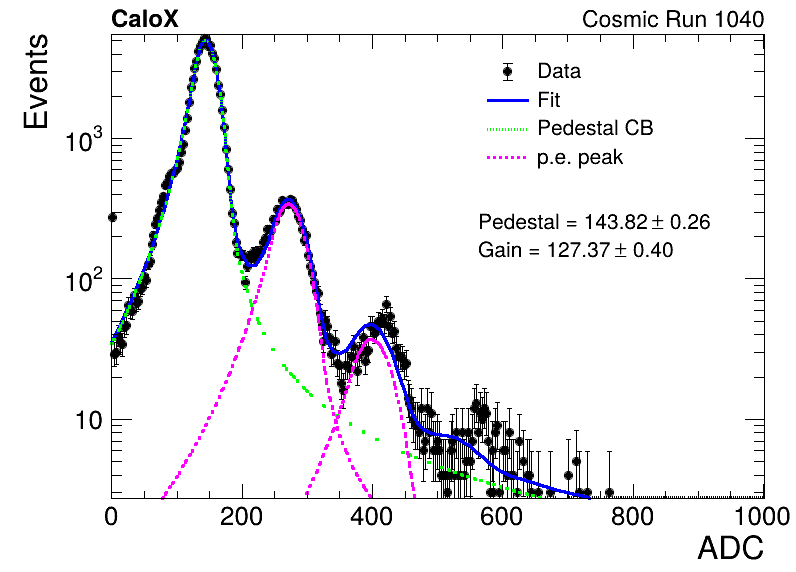 CaloX
Cosmic Run 1040
Events
Data
Fit
Pedestal CB
p.e. peak
Pedestal = 143.82 ± 0.26
Gain = 127.37 ± 0.40
10³
10²
10
0 200 400 600 800 1000
ADC